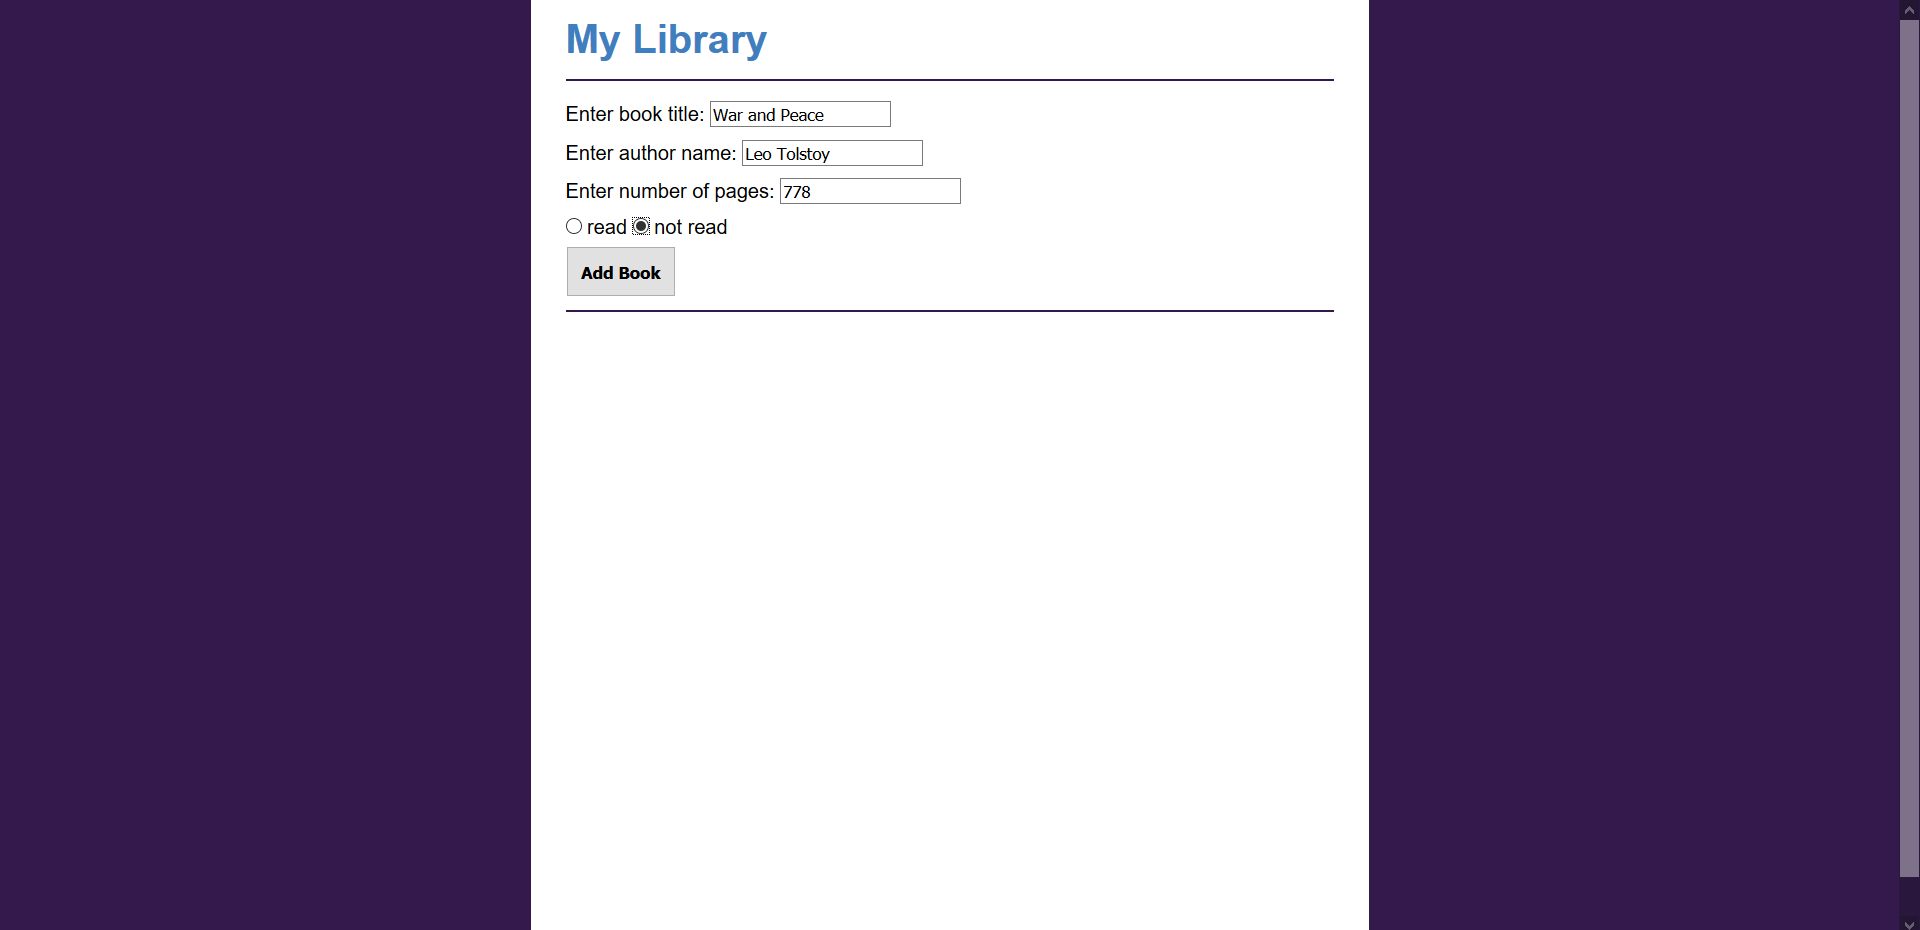 My Library
Enter book title: War and Peace
Enter author name: Leo Tolstoy
Enter number of pages: 778
read not read
Add Book